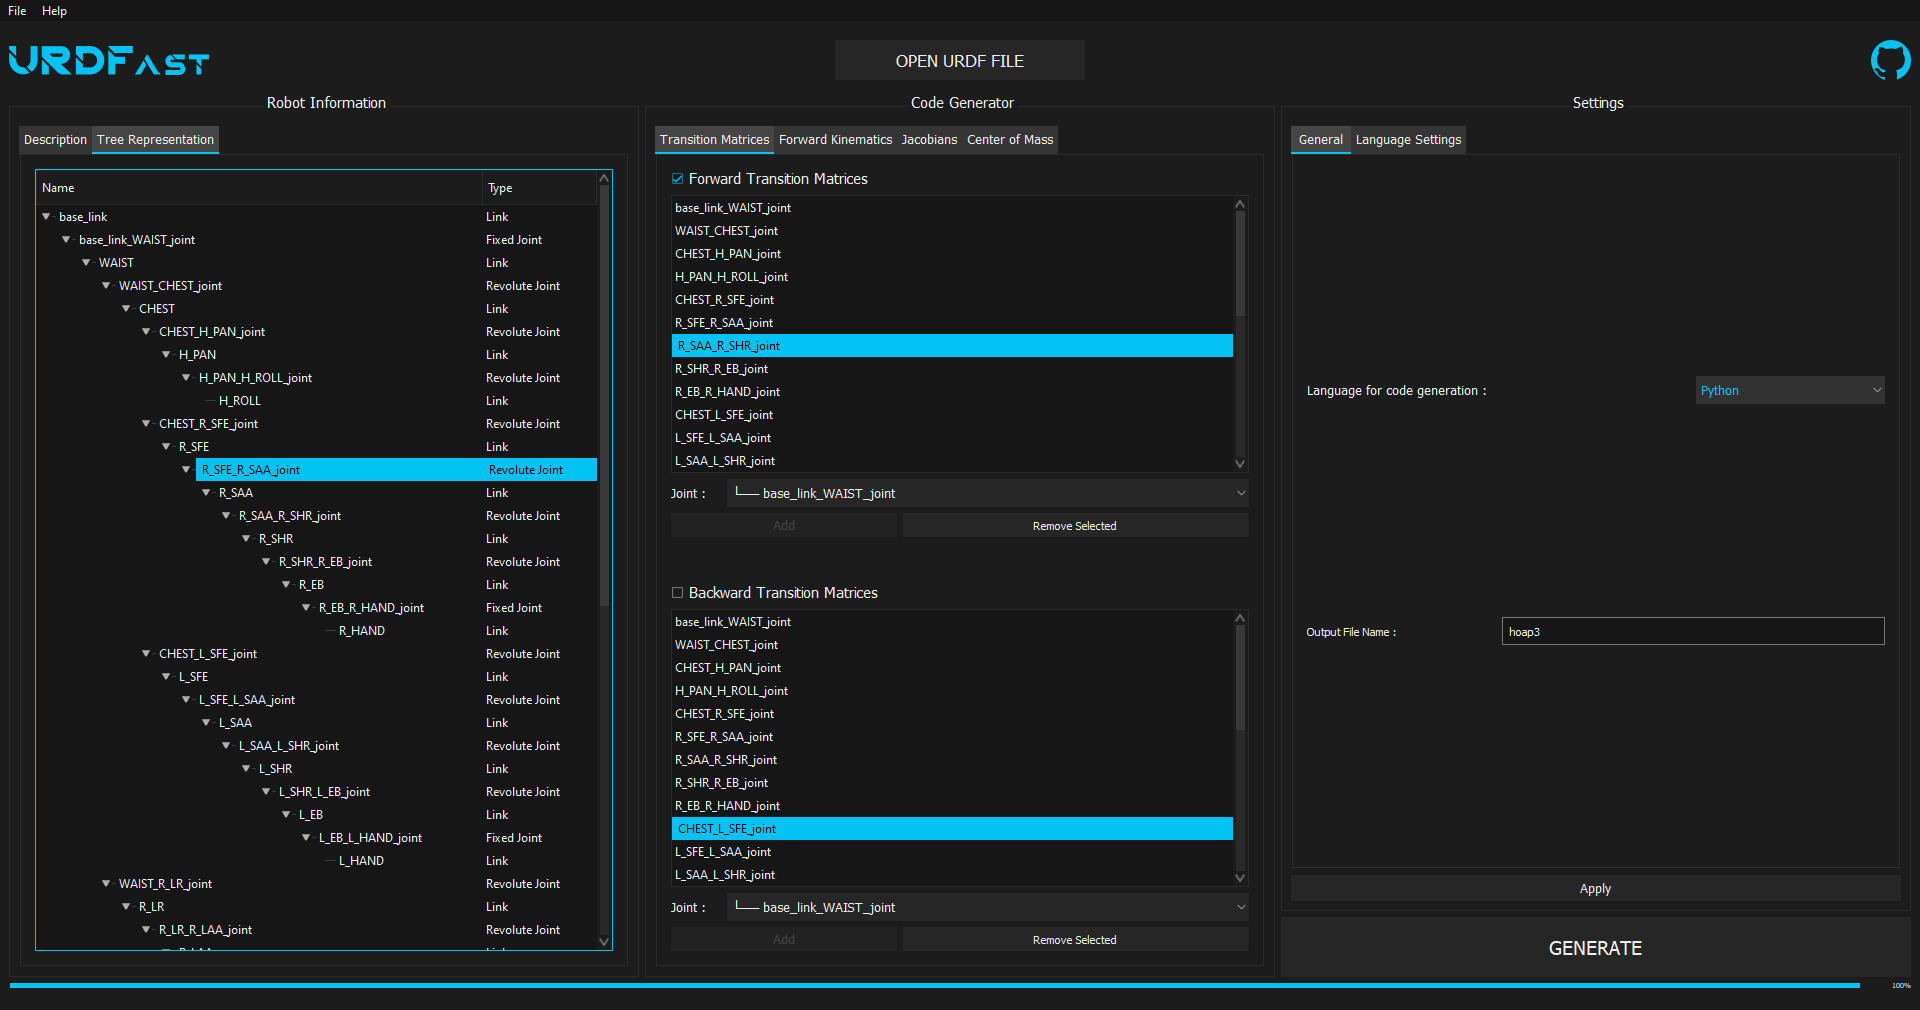 File Help
URDFAST
OPEN URDF FILE
Robot Information
Description Tree Representation
Name Type
base_link Link
base_link_WAIST_joint Fixed Joint
WAIST Link
WAIST_CHEST_joint Revolute Joint
CHEST Link
CHEST_H_PAN_joint Revolute Joint
H_PAN Link
H_PAN_H_ROLL_joint Revolute Joint
H_ROLL Link
CHEST_R_SFE_joint Revolute Joint
R_SFE Link
R_SFE_R_SAA_joint Revolute Joint
R_SAA Link
R_SAA_R_SHR_joint Revolute Joint
R_SHR Link
R_SHR_R_EB_joint Revolute Joint
R_EB Link
R_EB_R_HAND_joint Fixed Joint
R_HAND Link
CHEST_L_SFE_joint Revolute Joint
L_SFE Link
L_SFE_L_SAA_joint Revolute Joint
L_SAA Link
L_SAA_L_SHR_joint Revolute Joint
L_SHR Link
L_SHR_L_EB_joint Revolute Joint
L_EB Link
L_EB_L_HAND_joint Fixed Joint
L_HAND Link
WAIST_R_LR_joint Revolute Joint
R_LR Link
R_LR_R_LAA_joint Revolute Joint
Code Generator
Transition Matrices Forward Kinematics Jacobians Center of Mass
Forward Transition Matrices
base_link_WAIST_joint
WAIST_CHEST_joint
CHEST_H_PAN_joint
H_PAN_H_ROLL_joint
CHEST_R_SFE_joint
R_SFE_R_SAA_joint
R_SAA_R_SHR_joint
R_SHR_R_EB_joint
R_EB_R_HAND_joint
CHEST_L_SFE_joint
L_SFE_L_SAA_joint
L_SAA_L_SHR_joint
Joint : └── base_link_WAIST_joint
Add Remove Selected
Backward Transition Matrices
base_link_WAIST_joint
WAIST_CHEST_joint
CHEST_H_PAN_joint
H_PAN_H_ROLL_joint
CHEST_R_SFE_joint
R_SFE_R_SAA_joint
R_SAA_R_SHR_joint
R_SHR_R_EB_joint
R_EB_R_HAND_joint
CHEST_L_SFE_joint
L_SFE_L_SAA_joint
L_SAA_L_SHR_joint
Joint : └── base_link_WAIST_joint
Add Remove Selected
Settings
General Language Settings
Language for code generation : Python
Output File Name : hoap3
Apply
GENERATE
100%